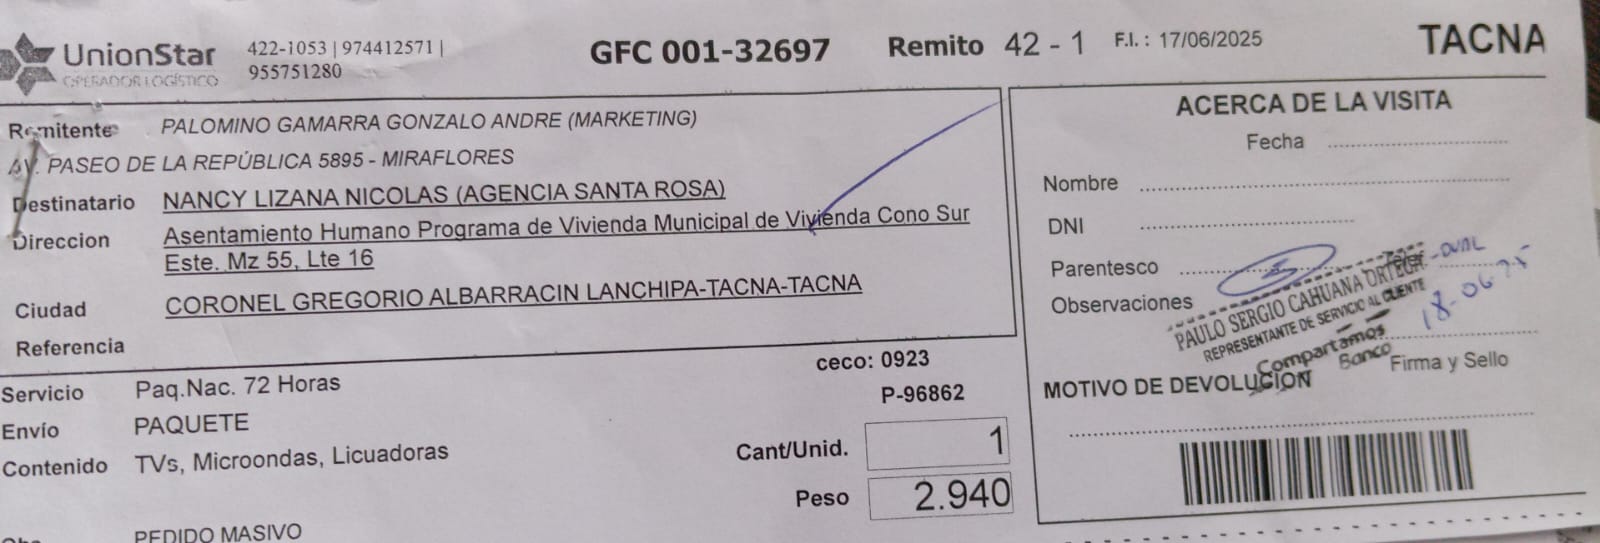 UnionStar
OPERADOR LOGÍSTICO
422-1053 | 974412571 |
955751280
GFC 001-32697
Remito 42 - 1
F.I. : 17/06/2025
TACNA
Remitente PALOMINO GAMARRA GONZALO ANDRE (MARKETING)
AV. PASEO DE LA REPÚBLICA 5895 - MIRAFLORES
Destinatario NANCY LIZANA NICOLAS (AGENCIA SANTA ROSA)
Direccion Asentamiento Humano Programa de Vivienda Municipal de Vivienda Cono Sur
Este. Mz 55, Lte 16
Ciudad CORONEL GREGORIO ALBARRACIN LANCHIPA-TACNA-TACNA
Referencia
Servicio Paq.Nac. 72 Horas
Envío PAQUETE
Contenido TVs, Microondas, Licuadoras
PEDIDO MASIVO
ceco: 0923
P-96862
Cant/Unid. 1
Peso 2.940
ACERCA DE LA VISITA
Fecha
Nombre
DNI
Parentesco
Observaciones
PAULO SERGIO CAHUANA ORTEGA
REPRESENTANTE DE SERVICIO AL CLIENTE
Compartamos
Banco
18-06-25
Firma y Sello
MOTIVO DE DEVOLUCION